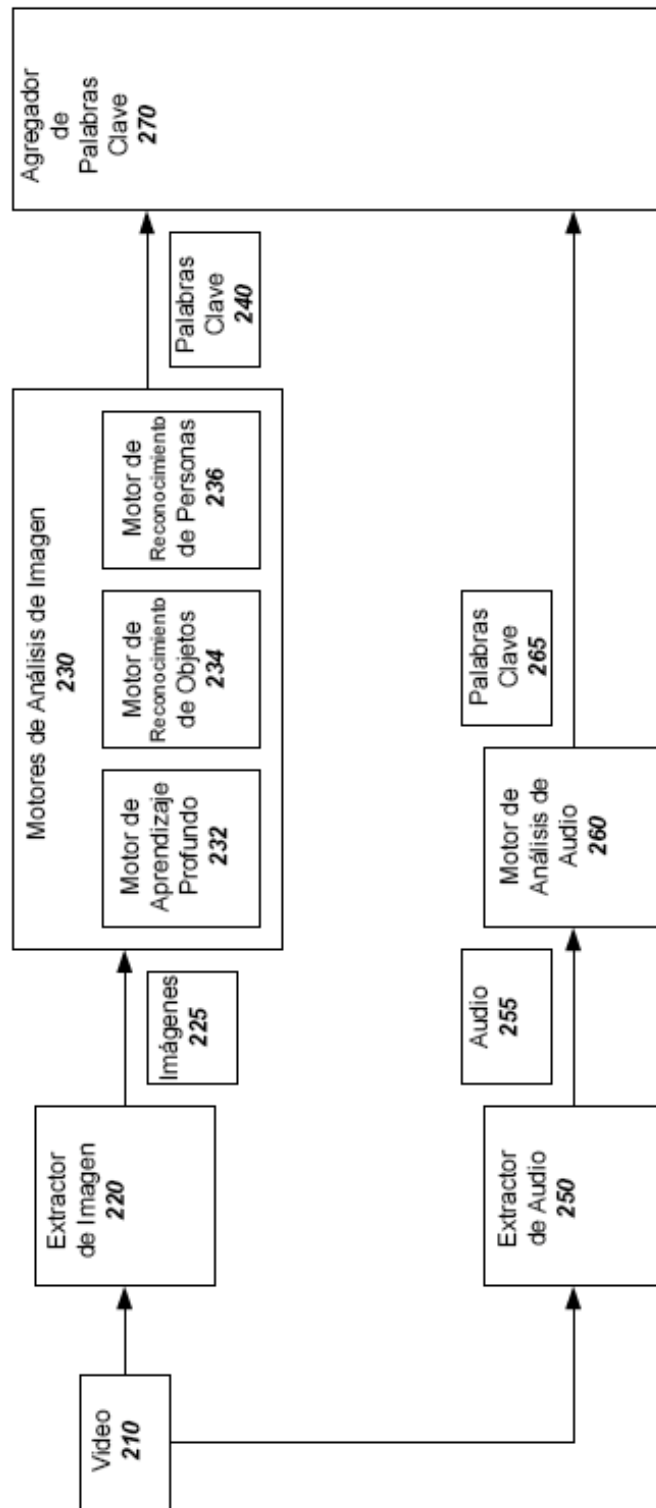 Video
210
Extractor
de Imagen
220
Imágenes
225
Motores de Análisis de Imagen
230
Motor de
Aprendizaje
Profundo
232
Motor de
Reconocimiento
de Objetos
234
Motor de
Reconocimiento
de Personas
236
Palabras
Clave
240
Extractor
de Audio
250
Audio
255
Motor de
Análisis de
Audio
260
Palabras
Clave
265
Agregador
de
Palabras
Clave
270